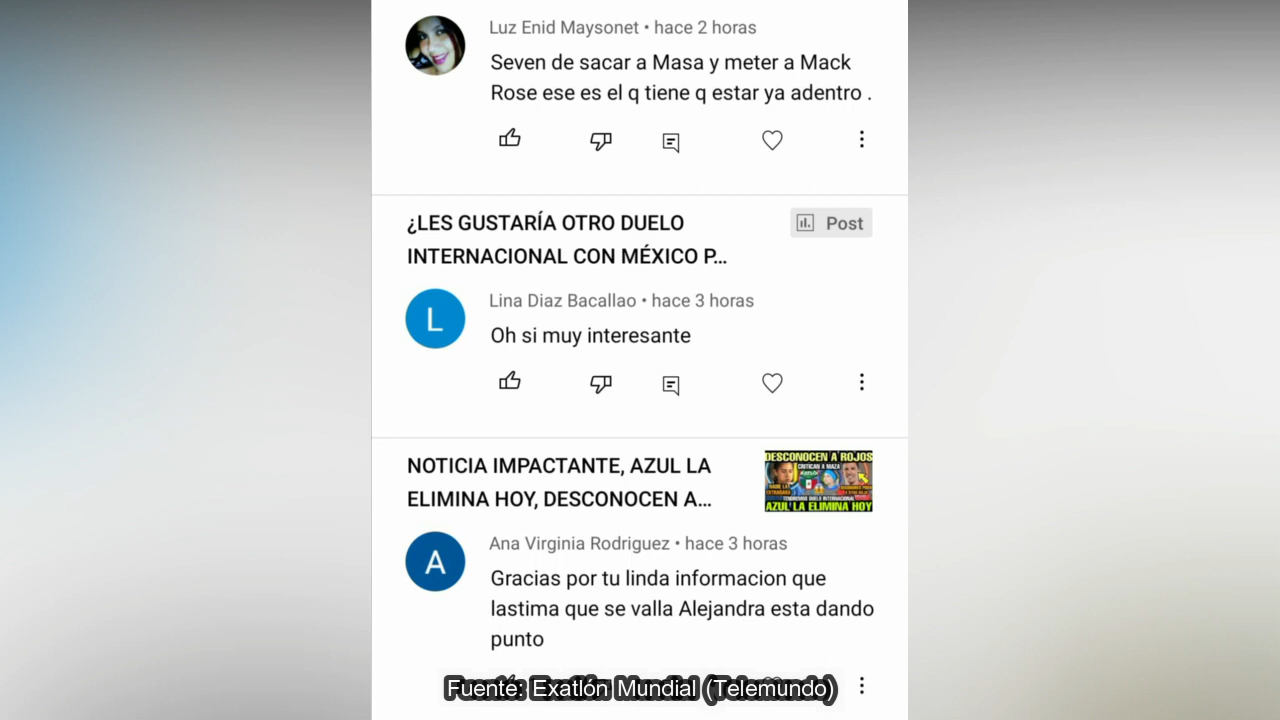 Luz Enid Maysonet • hace 2 horas
Seven de sacar a Masa y meter a Mack
Rose ese es el q tiene q estar ya adentro .
¿LES GUSTARÍA OTRO DUELO
INTERNACIONAL CON MÉXICO P...
Post
L
Lina Diaz Bacallao • hace 3 horas
Oh si muy interesante
NOTICIA IMPACTANTE, AZUL LA
ELIMINA HOY, DESCONOCEN A...
DESCONOCEN A ROJOS
CRITICAN A MAZA
AZUL LA ELIMINA HOY
A
Ana Virginia Rodriguez • hace 3 horas
Gracias por tu linda informacion que
lastima que se valla Alejandra esta dando
punto
Fuente: Exatlón Mundial (Telemundo)